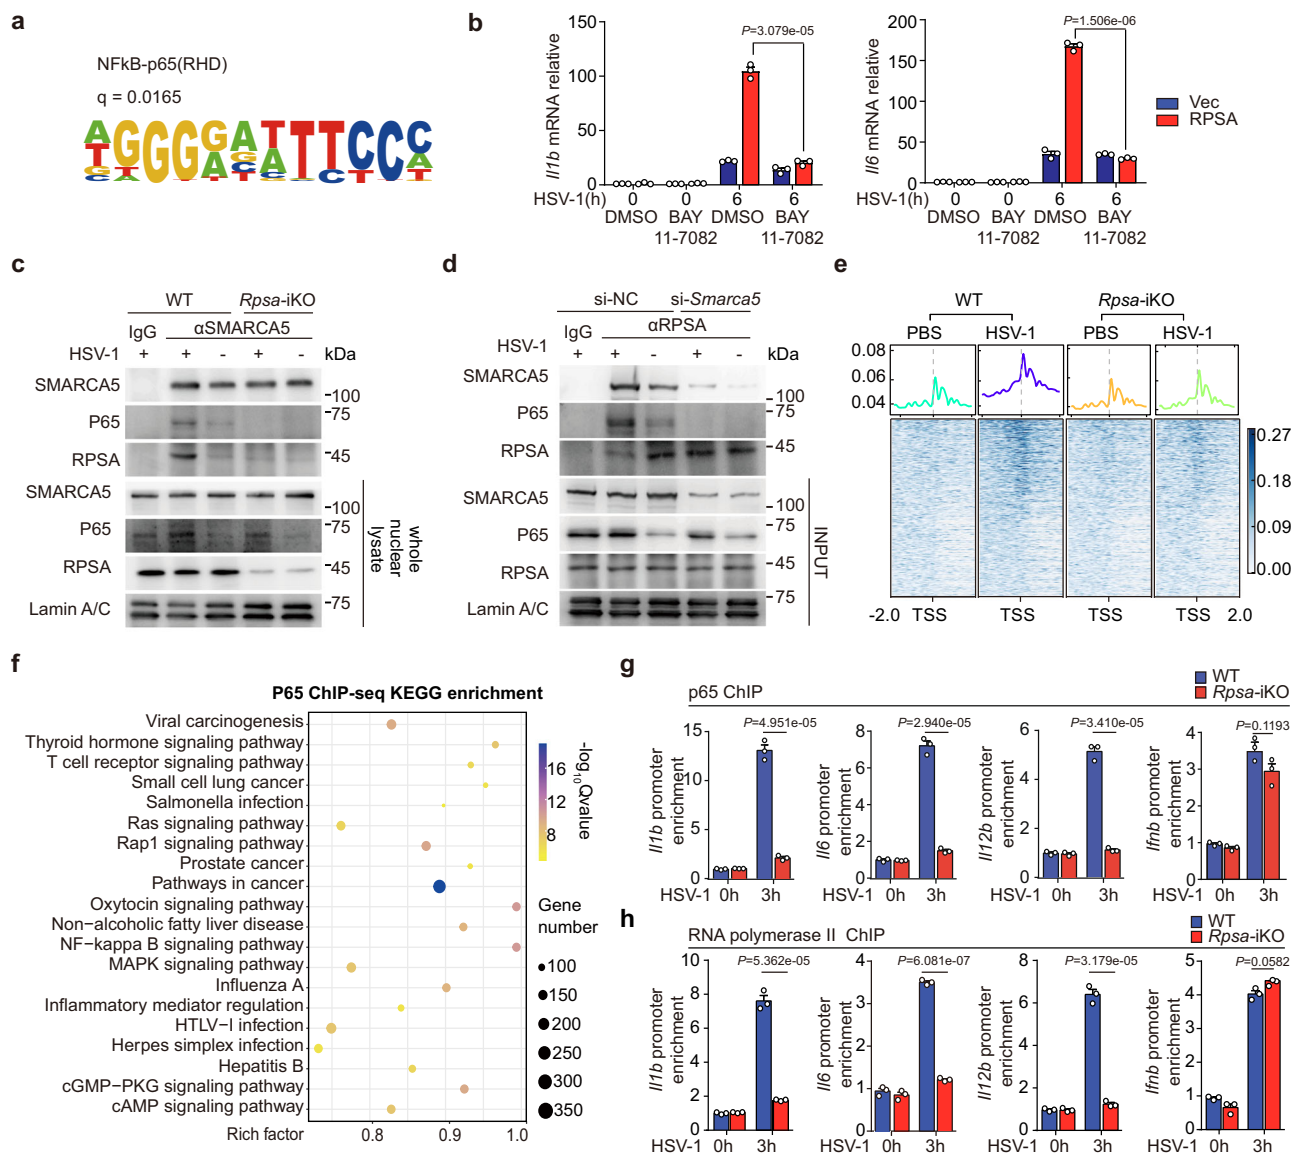 a
NFkB-p65(RHD)
q = 0.0165
b
Il1b mRNA relative
150
100
50
0
P=3.079e-05
HSV-1(h) 0 0 6 6
DMSO BAY DMSO BAY
11-7082 11-7082
Il6 mRNA relative
200
150
100
50
0
P=1.506e-06
HSV-1(h) 0 0 6 6
DMSO BAY DMSO BAY
11-7082 11-7082
Vec
RPSA
c
WT Rpsa-iKO
IgG αSMARCA5
HSV-1 + + - + - kDa
SMARCA5 -100
P65 -75
RPSA -45
SMARCA5 -100
P65 -75
RPSA -45
Lamin A/C -75
whole nuclear lysate
d
si-NC si-Smarca5
IgG αRPSA
HSV-1 + + - + - kDa
SMARCA5 -100
P65 -75
RPSA -45
SMARCA5 -100
P65 -75
RPSA -45
Lamin A/C -75
INPUT
e
WT Rpsa-iKO
PBS HSV-1 PBS HSV-1
0.08
0.06
0.04
0.27
0.18
0.09
0.00
-2.0 TSS TSS TSS TSS 2.0
f
P65 ChIP-seq KEGG enrichment
Viral carcinogenesis
Thyroid hormone signaling pathway
T cell receptor signaling pathway
Small cell lung cancer
Salmonella infection
Ras signaling pathway
Rap1 signaling pathway
Prostate cancer
Pathways in cancer
Oxytocin signaling pathway
Non−alcoholic fatty liver disease
NF−kappa B signaling pathway
MAPK signaling pathway
Influenza A
Inflammatory mediator regulation
HTLV−I infection
Herpes simplex infection
Hepatitis B
cGMP−PKG signaling pathway
cAMP signaling pathway
Rich factor 0.8 0.9 1.0
-log10 Qvalue
16
12
8
Gene number
100
150
200
250
300
350
g
p65 ChIP
WT
Rpsa-iKO
Il1b promoter enrichment
15
10
5
0
P=4.951e-05
HSV-1 0h 3h
Il6 promoter enrichment
8
6
4
2
0
P=2.940e-05
0h 3h
Il12b promoter enrichment
6
4
2
0
P=3.410e-05
0h 3h
Ifnb promoter enrichment
4
3
2
1
0
P=0.1193
0h 3h
h
RNA polymerase II ChIP
WT
Rpsa-iKO
Il1b promoter enrichment
10
8
6
4
2
0
P=5.362e-05
HSV-1 0h 3h
Il6 promoter enrichment
4
3
2
1
0
P=6.081e-07
HSV-1 0h 3h
Il12b promoter enrichment
8
6
4
2
0
P=3.179e-05
HSV-1 0h 3h
Ifnb promoter enrichment
5
4
3
2
1
0
P=0.0582
HSV-1 0h 3h